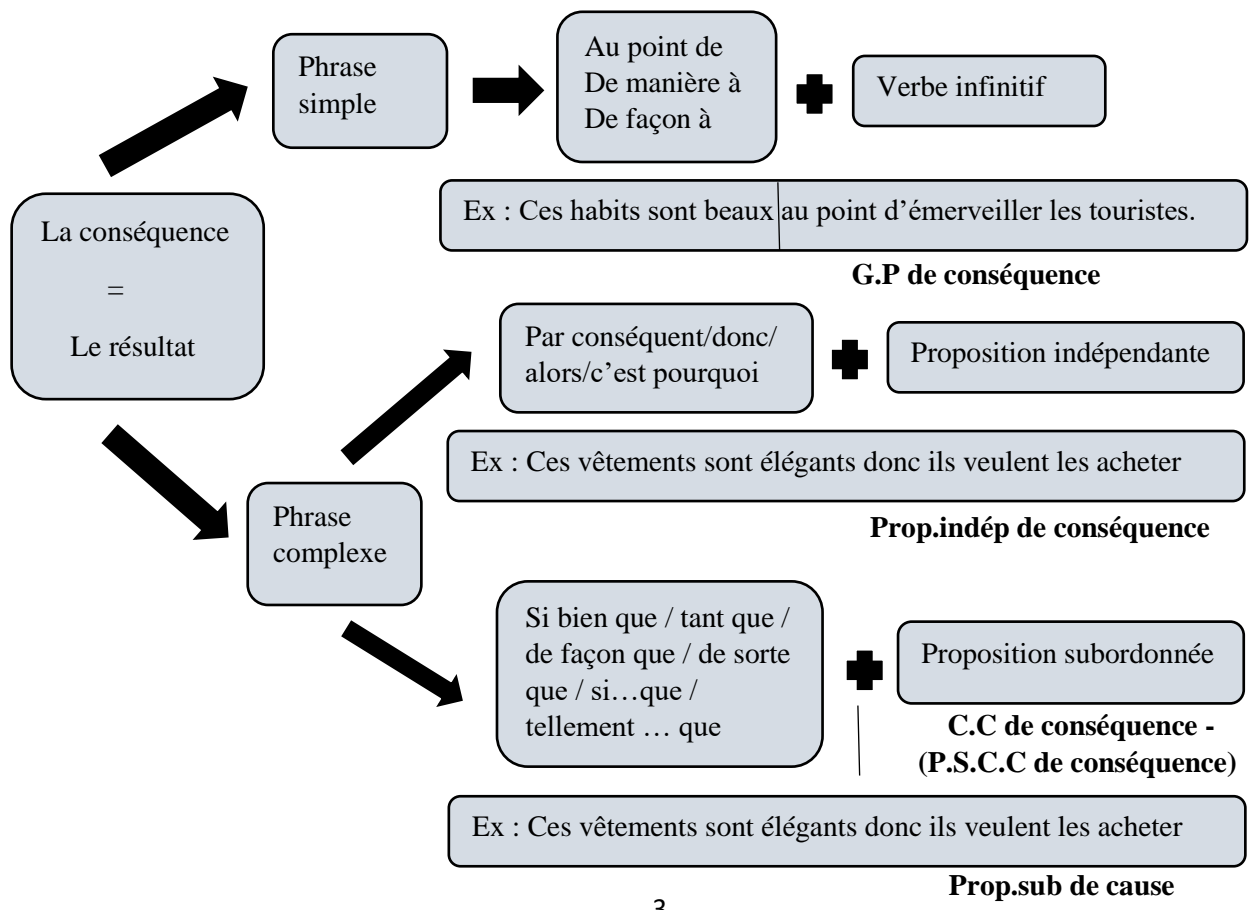 Phrase
simple
Au point de
De manière à
De façon à
Verbe infinitif
Ex : Ces habits sont beaux au point d’émerveiller les touristes.
G.P de conséquence
La conséquence
=
Le résultat
Par conséquent/donc/
alors/c’est pourquoi
Proposition indépendante
Ex : Ces vêtements sont élégants donc ils veulent les acheter
Prop.indép de conséquence
Phrase
complexe
Si bien que / tant que /
de façon que / de sorte
que / si…que /
tellement … que
Proposition subordonnée
C.C de conséquence -
(P.S.C.C de conséquence)
Ex : Ces vêtements sont élégants donc ils veulent les acheter
Prop.sub de cause